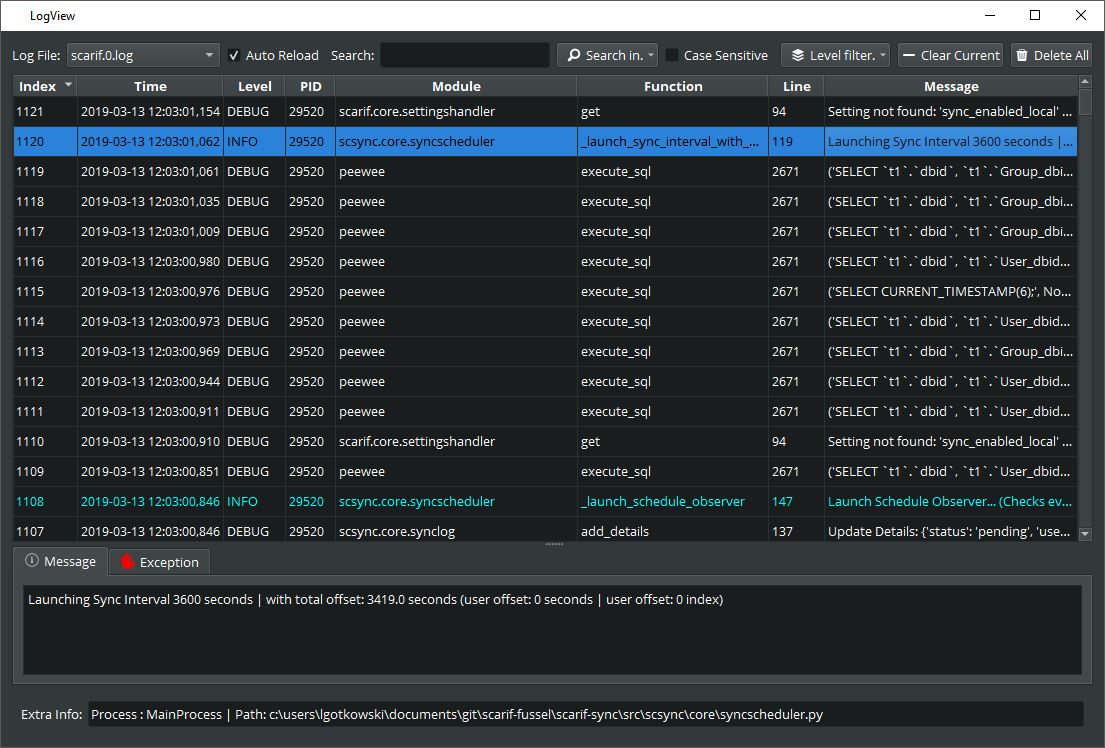 LogView
Log File: scarif.0.log Auto Reload Search: Search in. Case Sensitive Level filter. Clear Current Delete All
Index Time Level PID Module Function Line Message
1121 2019-03-13 12:03:01,154 DEBUG 29520 scarif.core.settingshandler get 94 Setting not found: 'sync_enabled_local' ...
1120 2019-03-13 12:03:01,062 INFO 29520 scsync.core.syncscheduler _launch_sync_interval_with_... 119 Launching Sync Interval 3600 seconds |...
1119 2019-03-13 12:03:01,061 DEBUG 29520 peewee execute_sql 2671 ('SELECT `t1`.`dbid`, `t1`.`Group_dbi...
1118 2019-03-13 12:03:01,035 DEBUG 29520 peewee execute_sql 2671 ('SELECT `t1`.`dbid`, `t1`.`Group_dbi...
1117 2019-03-13 12:03:01,009 DEBUG 29520 peewee execute_sql 2671 ('SELECT `t1`.`dbid`, `t1`.`Group_dbi...
1116 2019-03-13 12:03:00,980 DEBUG 29520 peewee execute_sql 2671 ('SELECT `t1`.`dbid`, `t1`.`User_dbid...
1115 2019-03-13 12:03:00,976 DEBUG 29520 peewee execute_sql 2671 ('SELECT CURRENT_TIMESTAMP(6);', No...
1114 2019-03-13 12:03:00,973 DEBUG 29520 peewee execute_sql 2671 ('SELECT `t1`.`dbid`, `t1`.`User_dbid...
1113 2019-03-13 12:03:00,969 DEBUG 29520 peewee execute_sql 2671 ('SELECT `t1`.`dbid`, `t1`.`Group_dbi...
1112 2019-03-13 12:03:00,944 DEBUG 29520 peewee execute_sql 2671 ('SELECT `t1`.`dbid`, `t1`.`User_dbid...
1111 2019-03-13 12:03:00,911 DEBUG 29520 peewee execute_sql 2671 ('SELECT `t1`.`dbid`, `t1`.`User_dbid...
1110 2019-03-13 12:03:00,910 DEBUG 29520 scarif.core.settingshandler get 94 Setting not found: 'sync_enabled_local' ...
1109 2019-03-13 12:03:00,851 DEBUG 29520 peewee execute_sql 2671 ('SELECT `t1`.`dbid`, `t1`.`User_dbid...
1108 2019-03-13 12:03:00,846 INFO 29520 scsync.core.syncscheduler _launch_schedule_observer 147 Launch Schedule Observer... (Checks ev...
1107 2019-03-13 12:03:00,846 DEBUG 29520 scsync.core.synclog add_details 137 Update Details: {'status': 'pending', 'use...
Message Exception
Launching Sync Interval 3600 seconds | with total offset: 3419.0 seconds (user offset: 0 seconds | user offset: 0 index)
Extra Info: Process : MainProcess | Path: c:\users\lgotkowski\documents\git\scarif-fussel\scarif-sync\src\scsync\core\syncscheduler.py